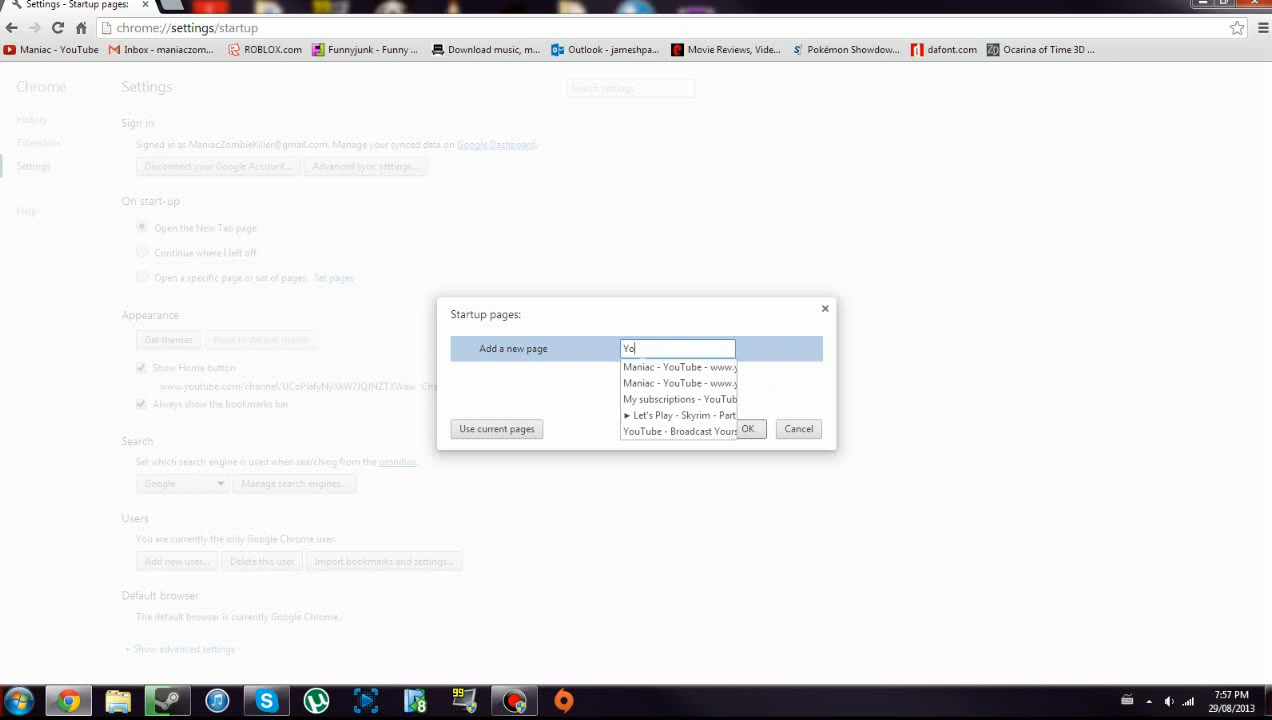 Settings - Startup pages:
chrome://settings/startup
Maniac - YouTube
Inbox - maniaczom...
ROBLOX.com
Funnyjunk - Funny ...
Download music, m...
Outlook - jameshpa...
Movie Reviews, Vide...
Pokémon Showdow...
dafont.com
Zp
Ocarina of Time 3D ...
Chrome
Settings
Search settings
History
Extensions
Settings
Help
Sign in
Signed in as ManiacZombieKiller@gmail.com. Manage your synced data on Google Dashboard.
Disconnect your Google Account...
Advanced sync settings...
On start-up
Open the New Tab page
Continue where I left off
Open a specific page or set of pages. Set pages
Startup pages:
Add a new page
Yo
Maniac - YouTube - www.y
Maniac - YouTube - www.y
My subscriptions - YouTub
► Let's Play - Skyrim - Part
YouTube - Broadcast Yours
Use current pages
OK
Cancel
Appearance
Get themes
Reset to default theme
Show Home button
Always show the bookmarks bar
Search
Set which search engine is used when searching from the omnibox.
Google
Manage search engines...
Users
You are currently the only Google Chrome user.
Add new user...
Delete this user
Import bookmarks and settings...
Default browser
The default browser is currently Google Chrome.
+ Show advanced settings
99
7:57 PM
29/08/2013